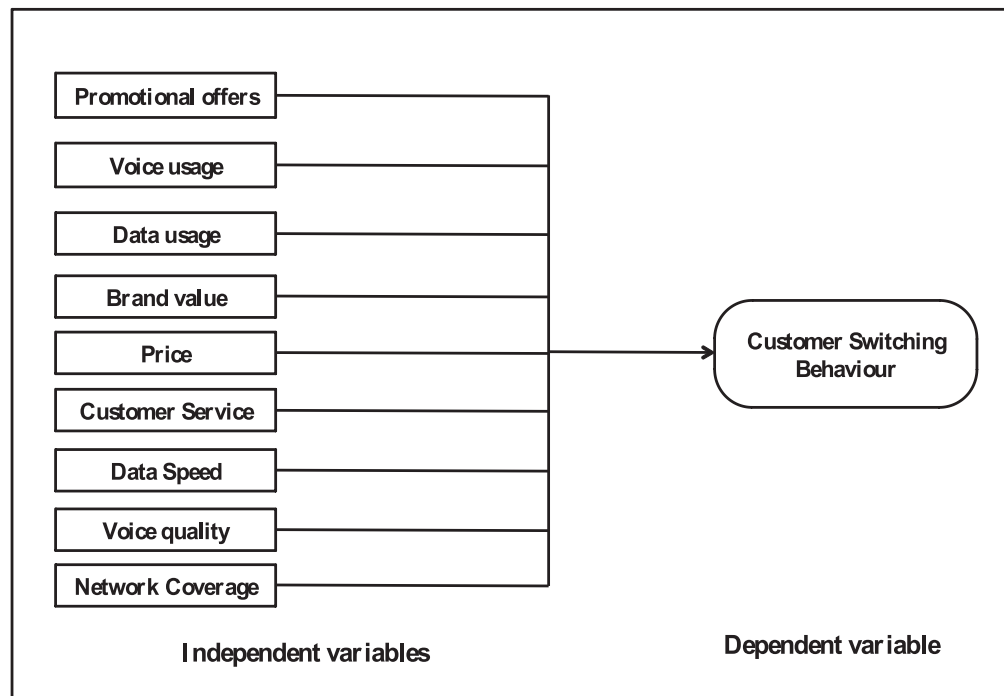 Promotional offers
Voice usage
Data usage
Brand value
Price
Customer Service
Data Speed
Voice quality
Network Coverage
Customer Switching
Behaviour
Independent variables
Dependent variable